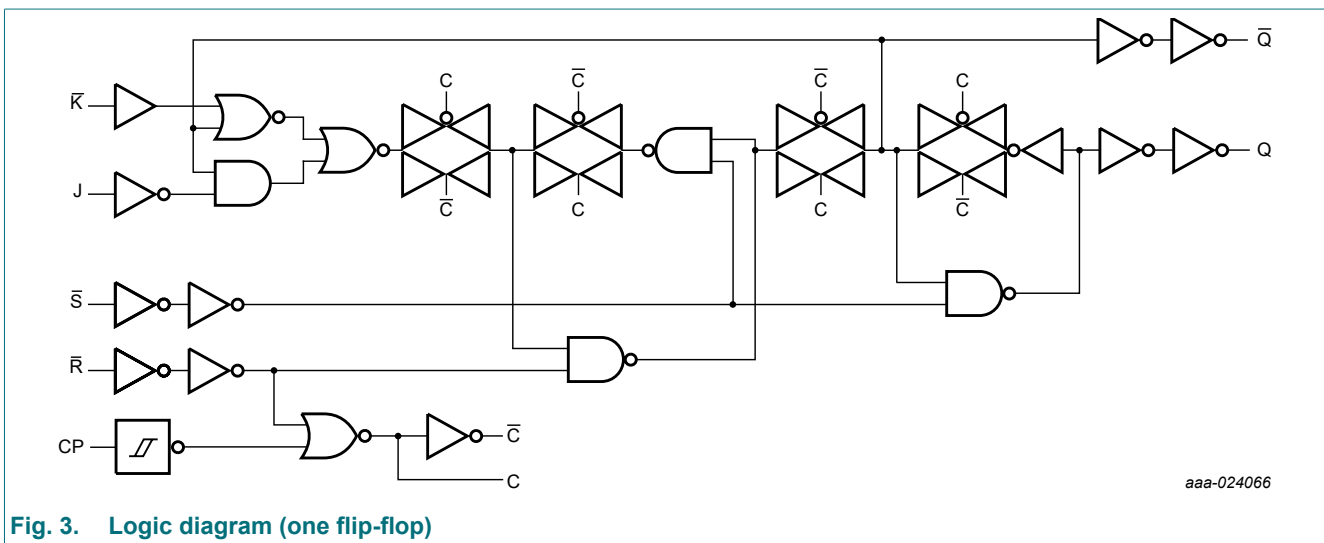 Q̅
K̅
C
C̅
C̅
C
J
Q
C̅
C
C
C̅
S̅
R̅
CP
C̅
C
aaa-024066
Fig. 3. Logic diagram (one flip-flop)